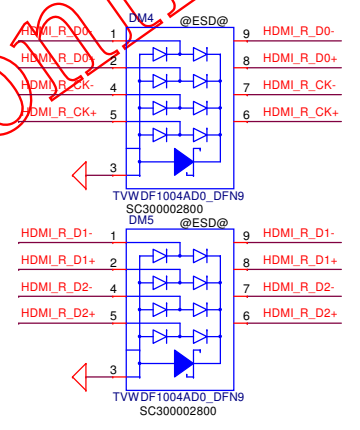 DM4 @ESD@
HDMI_R_D0- 1 9 HDMI_R_D0-
HDMI_R_D0+ 2 8 HDMI_R_D0+
HDMI_R_CK- 4 7 HDMI_R_CK-
HDMI_R_CK+ 5 6 HDMI_R_CK+
3
TVWDF1004AD0_DFN9
SC300002800
DM5 @ESD@
HDMI_R_D1- 1 9 HDMI_R_D1-
HDMI_R_D1+ 2 8 HDMI_R_D1+
HDMI_R_D2- 4 7 HDMI_R_D2-
HDMI_R_D2+ 5 6 HDMI_R_D2+
3
TVWDF1004AD0_DFN9
SC300002800